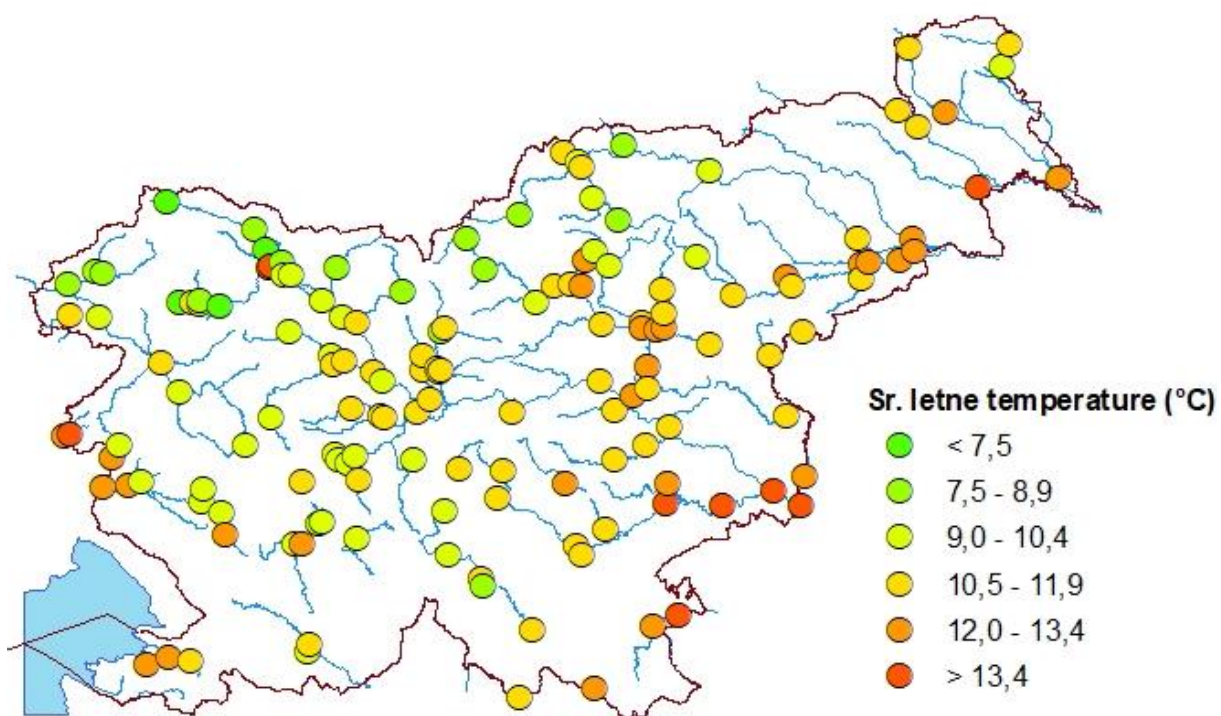 Sr. letne temperature (°C)
< 7,5
7,5 - 8,9
9,0 - 10,4
10,5 - 11,9
12,0 - 13,4
> 13,4